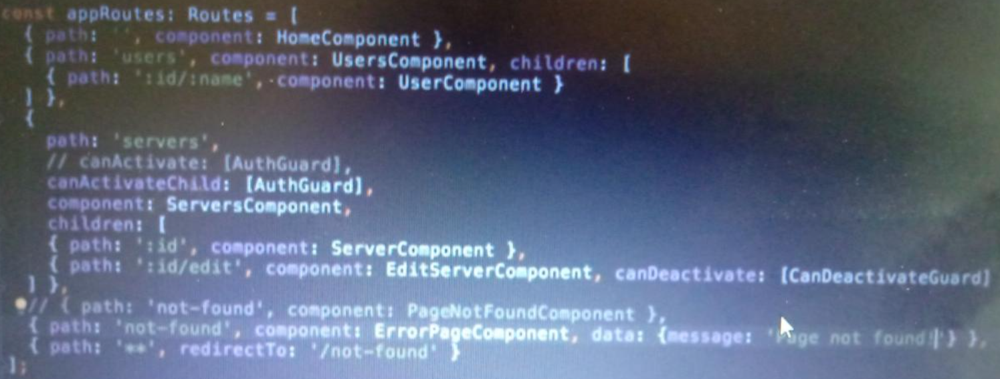 const appRoutes: Routes = [
{ path: '', component: HomeComponent },
{ path: 'users', component: UsersComponent, children: [
{ path: ':id/:name', component: UserComponent }
] },
{
path: 'servers',
// canActivate: [AuthGuard],
canActivateChild: [AuthGuard],
component: ServersComponent,
children: [
{ path: ':id', component: ServerComponent },
{ path: ':id/edit', component: EditServerComponent, canDeactivate: [CanDeactivateGuard]
] },
// { path: 'not-found', component: PageNotFoundComponent },
{ path: 'not-found', component: ErrorPageComponent, data: {message: 'Page not found!'} },
{ path: '**', redirectTo: '/not-found' }
];